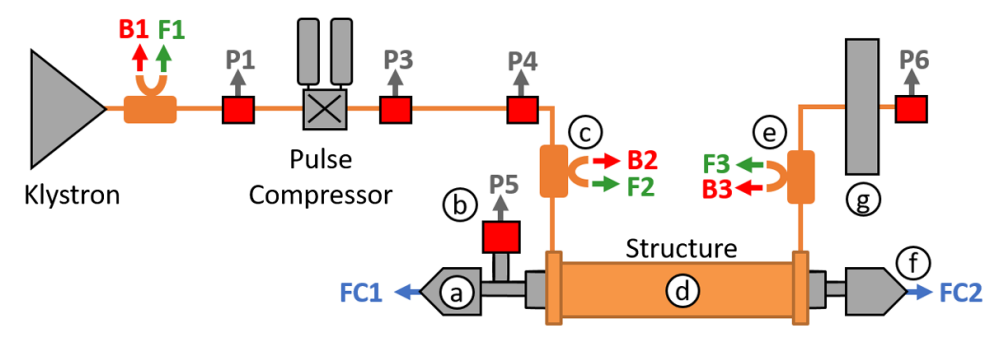 B1 F1
P1
P3
P4
P6
Klystron
Pulse
Compressor
c
B2
F2
e
F3
B3
g
b
P5
Structure
FC1
a
d
f
FC2